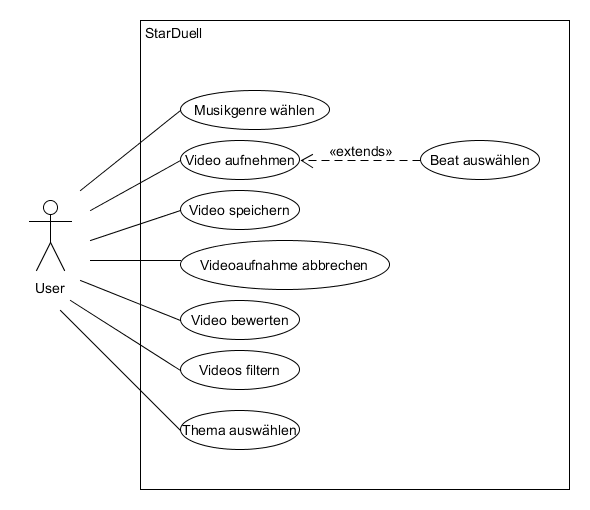 StarDuell
Musikgenre wählen
Video aufnehmen
«extends»
Beat auswählen
Video speichern
Videoaufnahme abbrechen
User
Video bewerten
Videos filtern
Thema auswählen